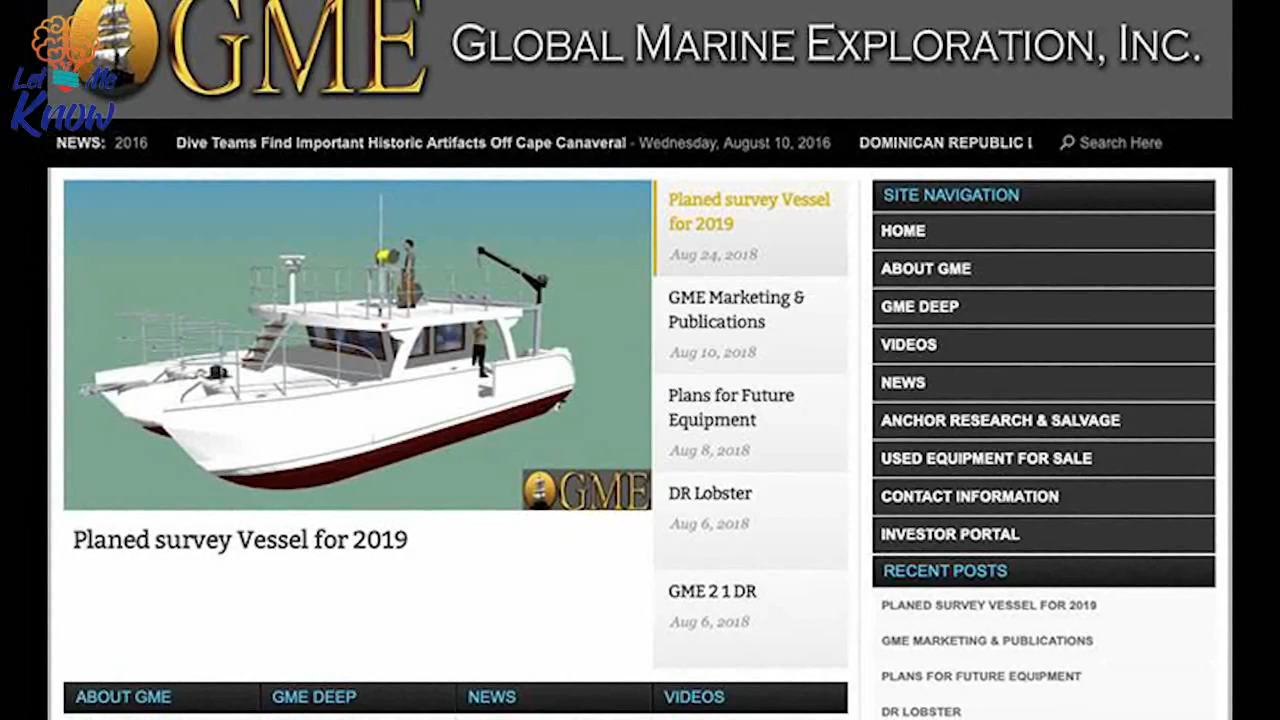 GME GLOBAL MARINE EXPLORATION, INC.
Let Me
Know
NEWS: 2016 Dive Teams Find Important Historic Artifacts Off Cape Canaveral - Wednesday, August 10, 2016 DOMINICAN REPUBLIC Search Here
Planed survey Vessel
for 2019
Aug 24, 2018
GME Marketing &
Publications
Aug 10, 2018
Plans for Future
Equipment
Aug 8, 2018
DR Lobster
Aug 6, 2018
GME 2 1 DR
Aug 6, 2018
GME
Planed survey Vessel for 2019
SITE NAVIGATION
HOME
ABOUT GME
GME DEEP
VIDEOS
NEWS
ANCHOR RESEARCH & SALVAGE
USED EQUIPMENT FOR SALE
CONTACT INFORMATION
INVESTOR PORTAL
RECENT POSTS
PLANED SURVEY VESSEL FOR 2019
GME MARKETING & PUBLICATIONS
PLANS FOR FUTURE EQUIPMENT
DR LOBSTER
ABOUT GME GME DEEP NEWS VIDEOS